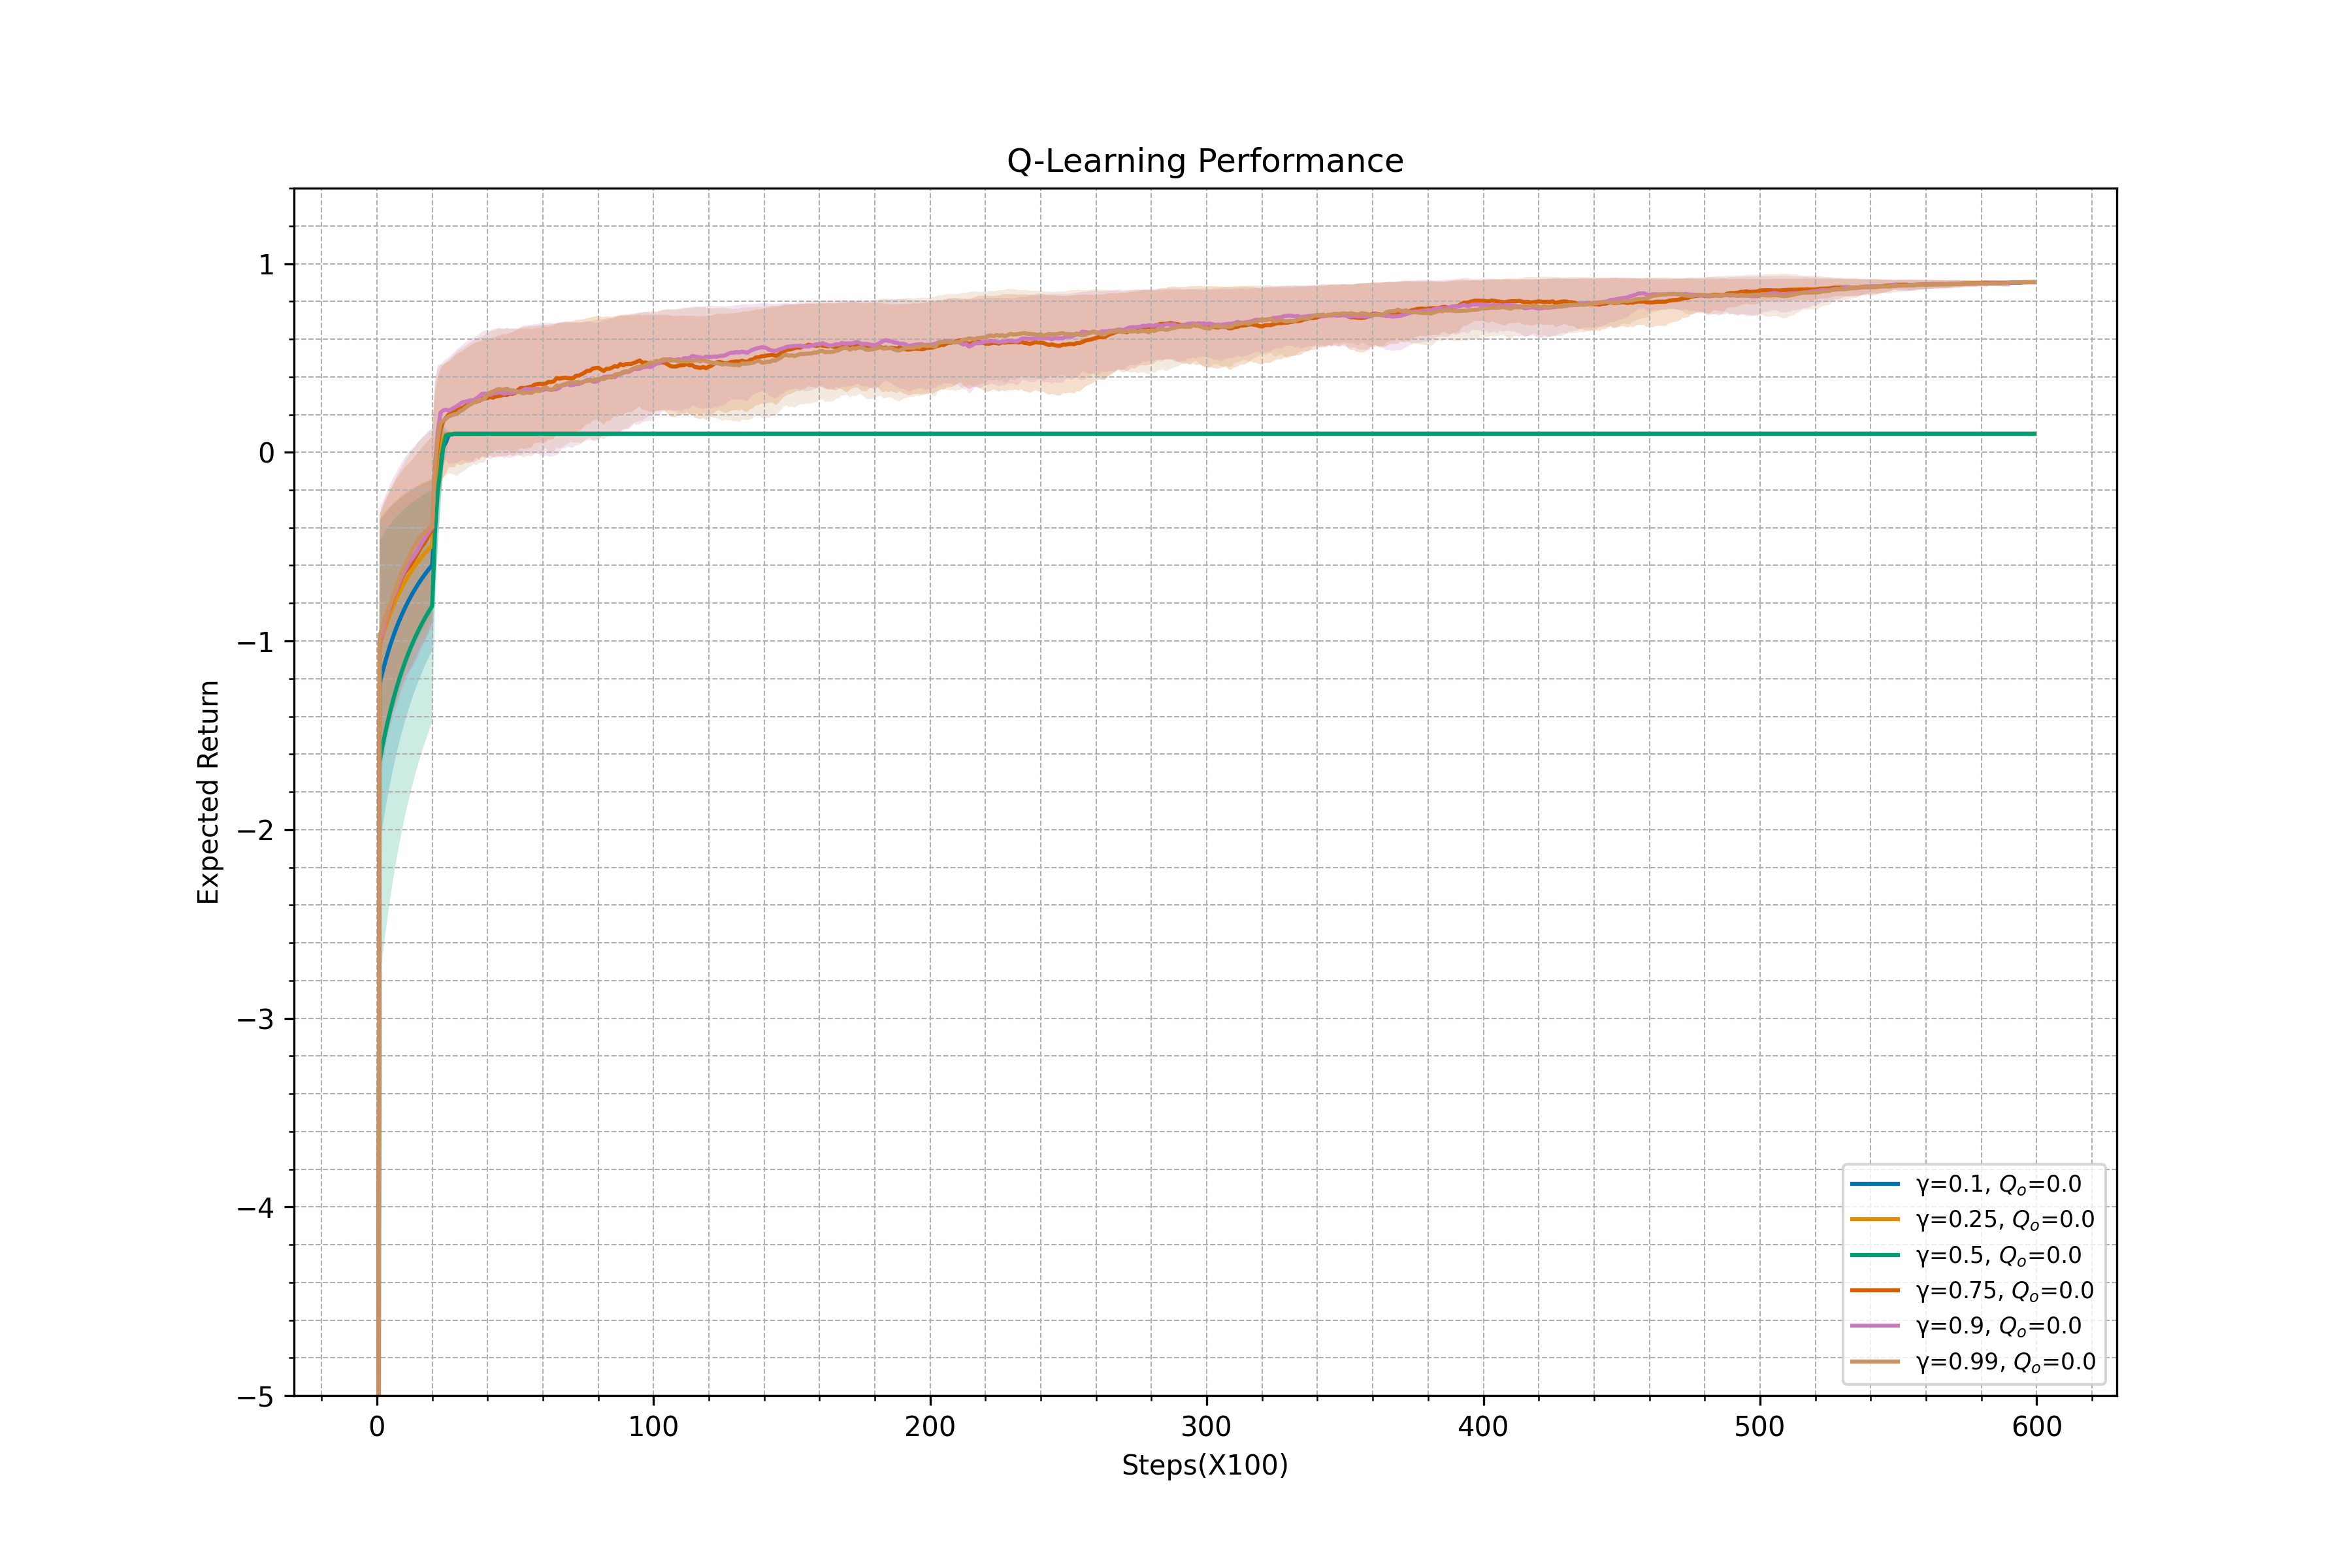 Q-Learning Performance
Expected Return
1
0
−1
−2
−3
−4
−5
0 100 200 300 400 500 600
Steps(X100)
γ=0.1, Qₒ=0.0
γ=0.25, Qₒ=0.0
γ=0.5, Qₒ=0.0
γ=0.75, Qₒ=0.0
γ=0.9, Qₒ=0.0
γ=0.99, Qₒ=0.0